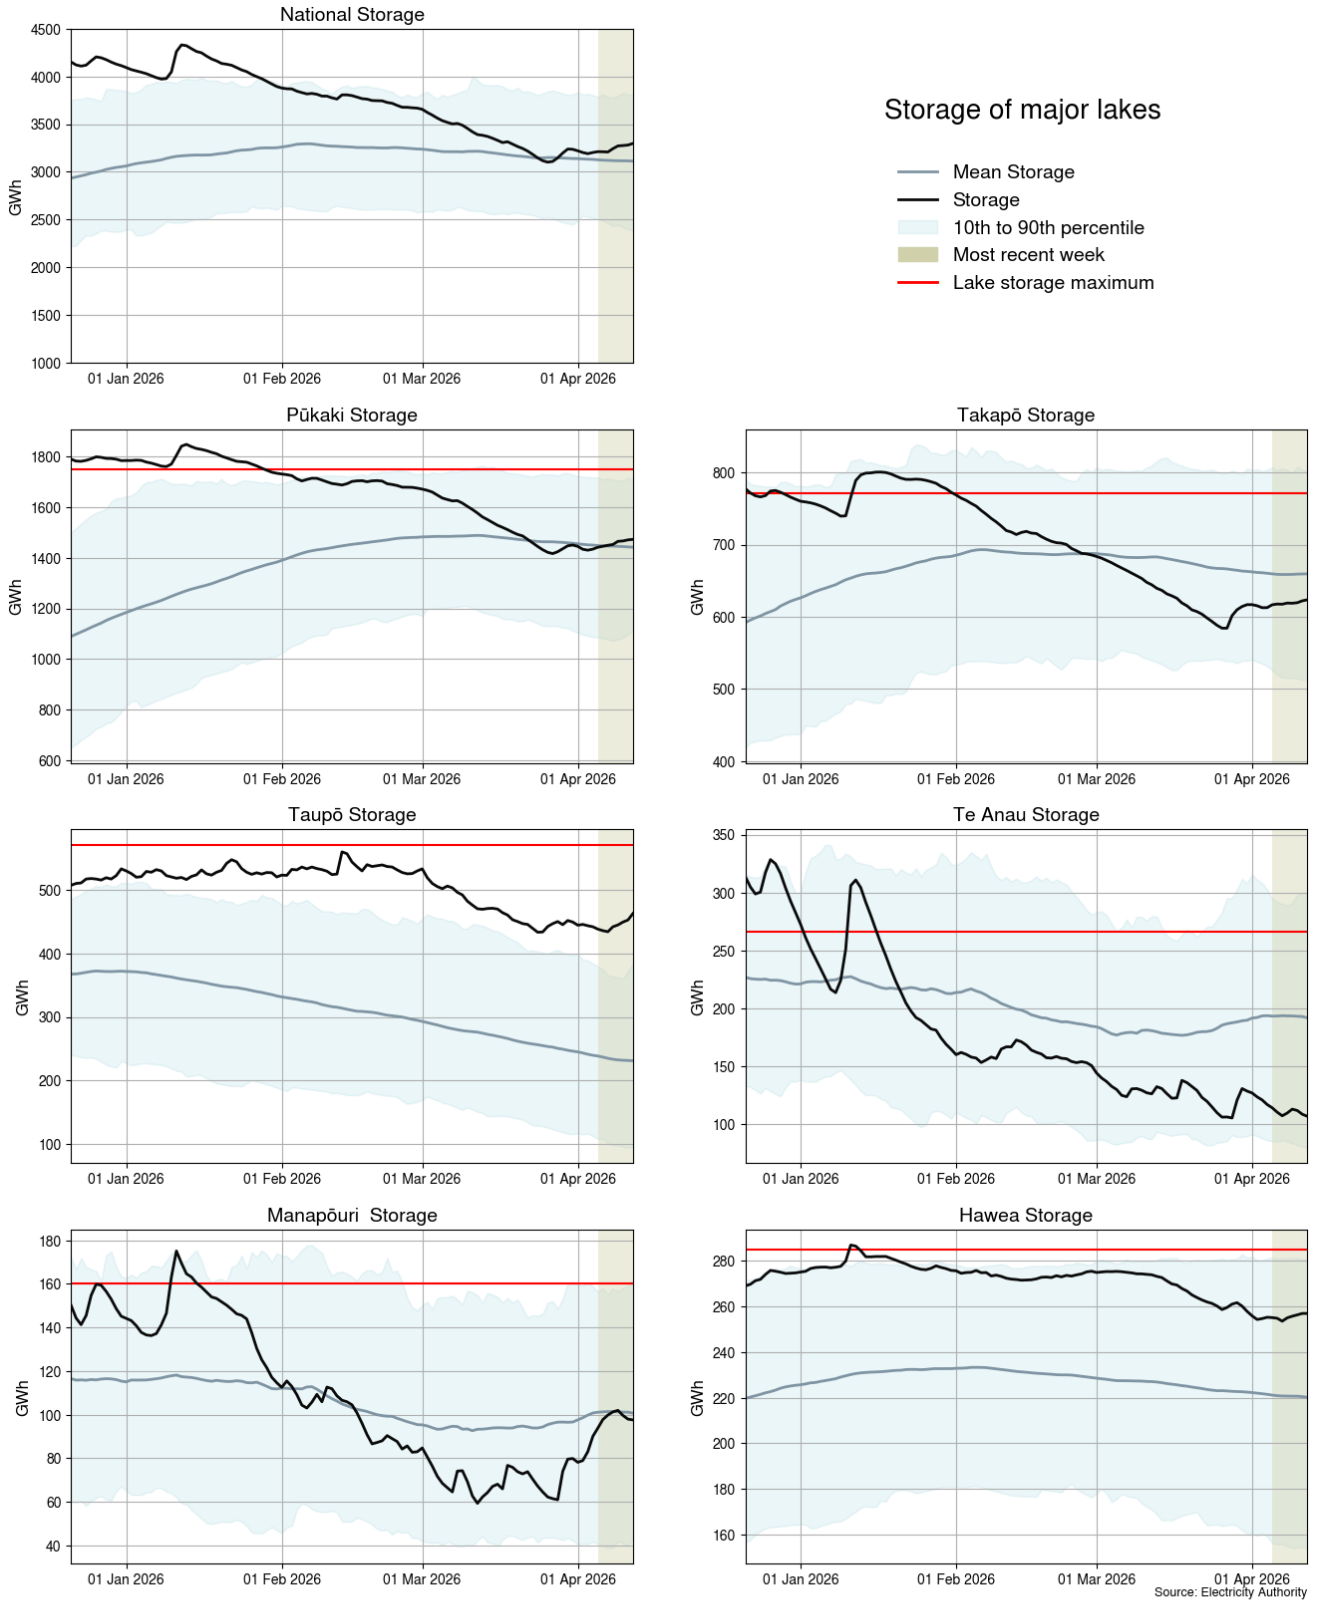 National Storage
4500
4000
3500
3000
2500
2000
1500
1000
GWh
01 Jan 2026
01 Feb 2026
01 Mar 2026
01 Apr 2026
Storage of major lakes
Mean Storage
Storage
10th to 90th percentile
Most recent week
Lake storage maximum
Pūkaki Storage
1800
1600
1400
1200
1000
800
600
GWh
01 Jan 2026
01 Feb 2026
01 Mar 2026
01 Apr 2026
Takapō Storage
800
700
600
500
400
GWh
01 Jan 2026
01 Feb 2026
01 Mar 2026
01 Apr 2026
Taupō Storage
500
400
300
200
100
GWh
01 Jan 2026
01 Feb 2026
01 Mar 2026
01 Apr 2026
Te Anau Storage
350
300
250
200
150
100
GWh
01 Jan 2026
01 Feb 2026
01 Mar 2026
01 Apr 2026
Manapōuri  Storage
180
160
140
120
100
80
60
40
GWh
01 Jan 2026
01 Feb 2026
01 Mar 2026
01 Apr 2026
Hawea Storage
280
260
240
220
200
180
160
GWh
01 Jan 2026
01 Feb 2026
01 Mar 2026
01 Apr 2026
Source: Electricity Authority